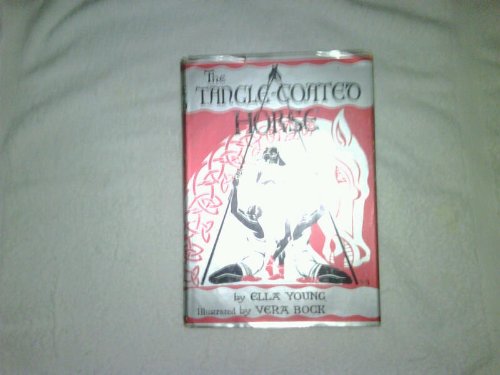 The
TANGLE-COATED
HORSE
by ELLA YOUNG
Illustrated by VERA BOCK